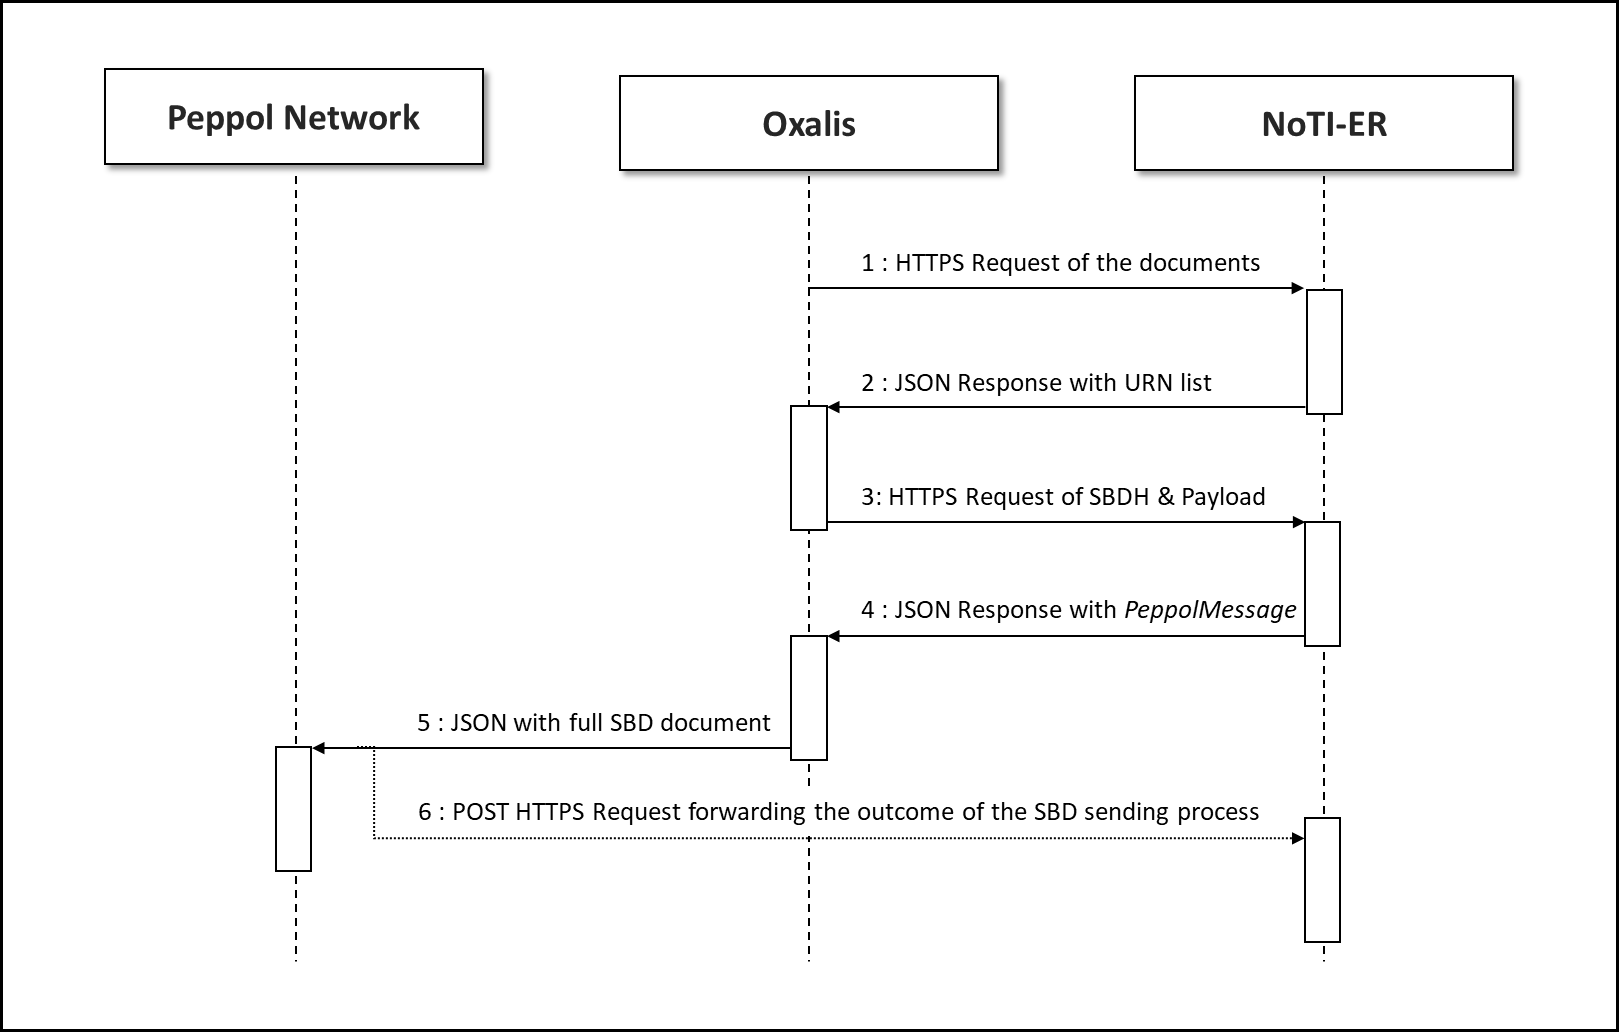 Peppol Network
Oxalis
NoTI-ER
1 : HTTPS Request of the documents
2 : JSON Response with URN list
3: HTTPS Request of SBDH & Payload
4 : JSON Response with PeppolMessage
5 : JSON with full SBD document
6 : POST HTTPS Request forwarding the outcome of the SBD sending process